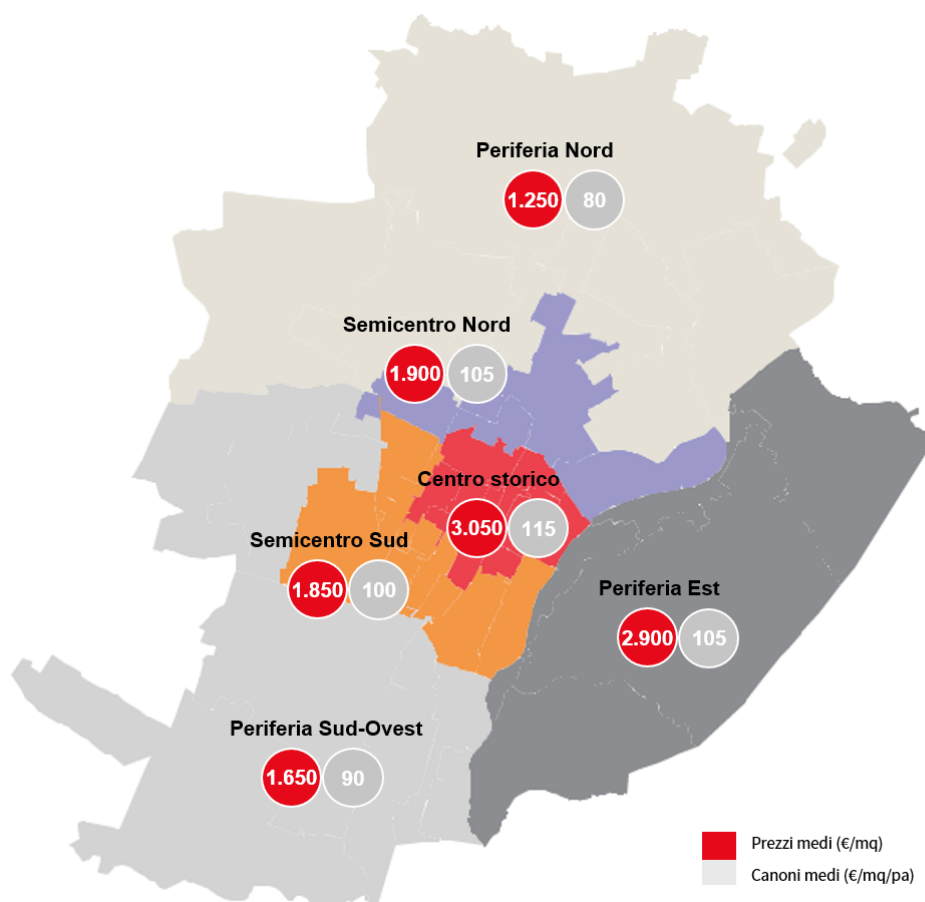 Periferia Nord
1.250 80
Semicentro Nord
1.900 105
Centro storico
3.050 115
Semicentro Sud
1.850 100
Periferia Est
2.900 105
Periferia Sud-Ovest
1.650 90
Prezzi medi (€/mq)
Canoni medi (€/mq/pa)